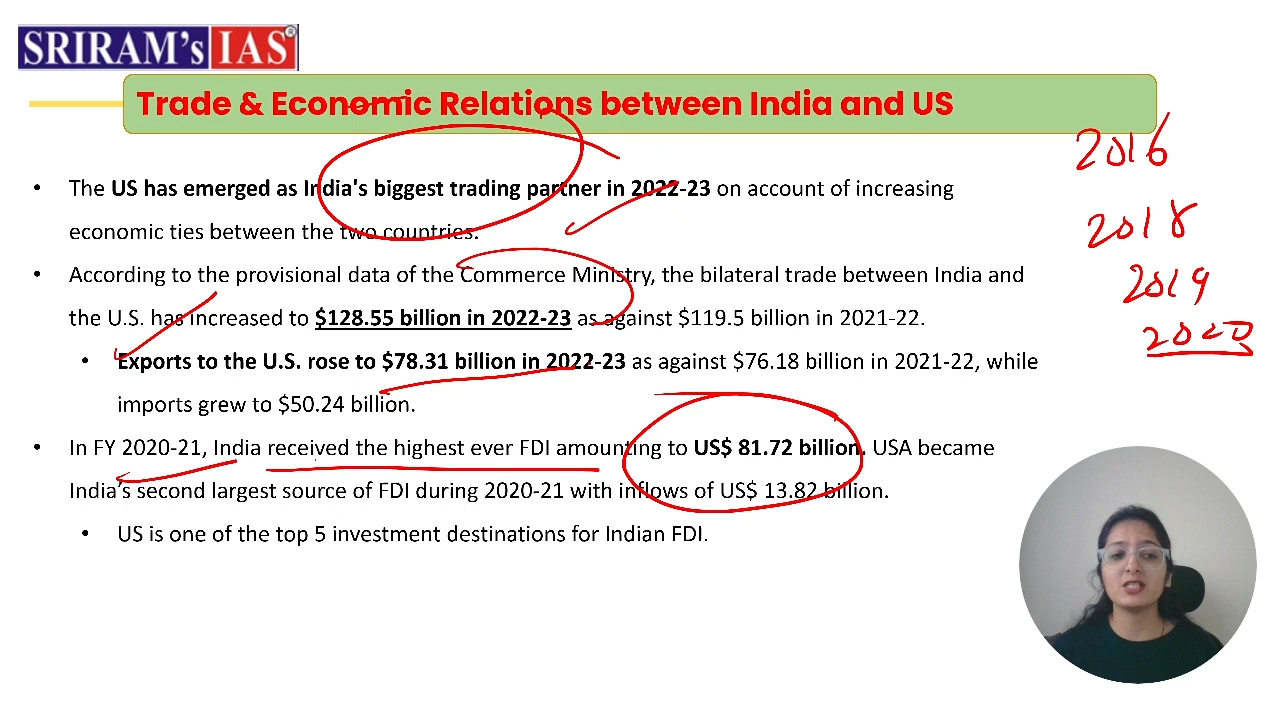 SRIRAM's IAS®
Trade & Economic Relations between India and US
2016
• The US has emerged as India's biggest trading partner in 2022-23 on account of increasing
economic ties between the two countries.
2018
• According to the provisional data of the Commerce Ministry, the bilateral trade between India and
2019
the U.S. has increased to $128.55 billion in 2022-23 as against $119.5 billion in 2021-22.
2020
• Exports to the U.S. rose to $78.31 billion in 2022-23 as against $76.18 billion in 2021-22, while
imports grew to $50.24 billion.
• In FY 2020-21, India received the highest ever FDI amounting to US$ 81.72 billion. USA became
India's second largest source of FDI during 2020-21 with inflows of US$ 13.82 billion.
• US is one of the top 5 investment destinations for Indian FDI.